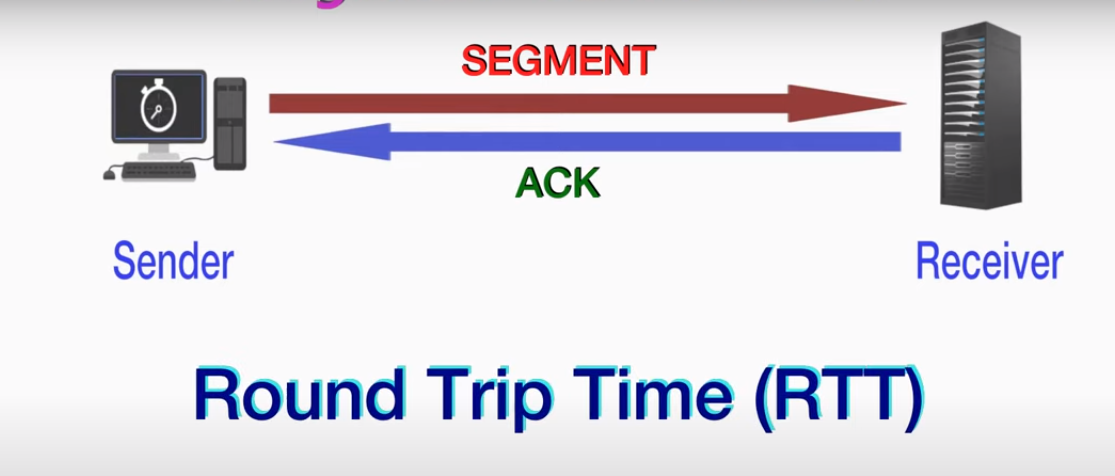 SEGMENT
ACK
Sender
Receiver
Round Trip Time (RTT)